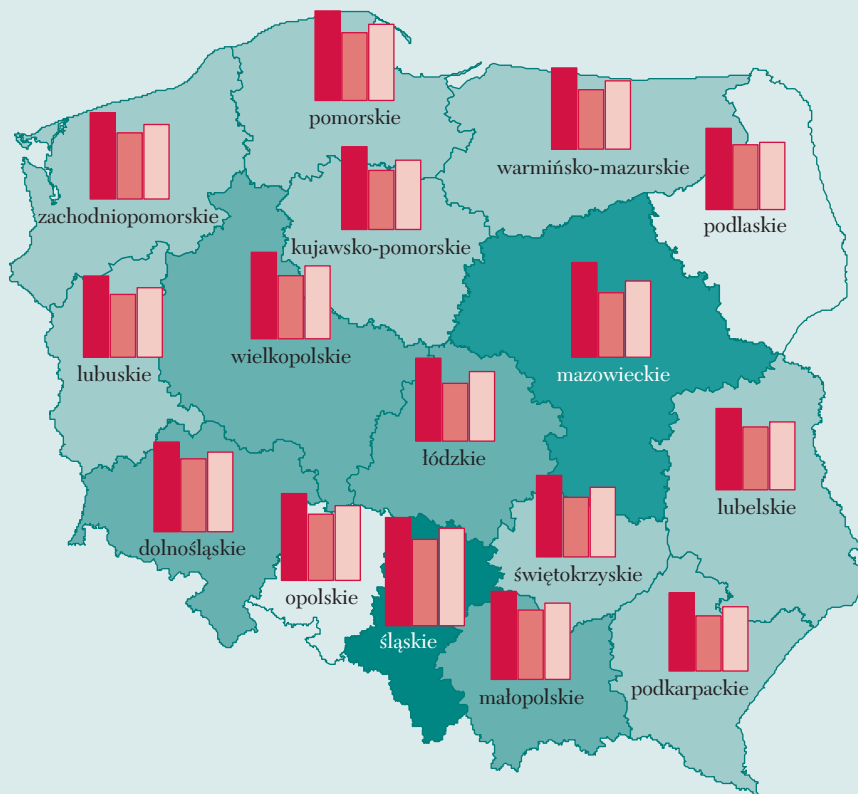 pomorskie
warmińsko-mazurskie
zachodniopomorskie
podlaskie
kujawsko-pomorskie
wielkopolskie
lubuskie
mazowieckie
łódzkie
lubelskie
dolnośląskie
świętokrzyskie
opolskie
śląskie
małopolskie
podkarpackie